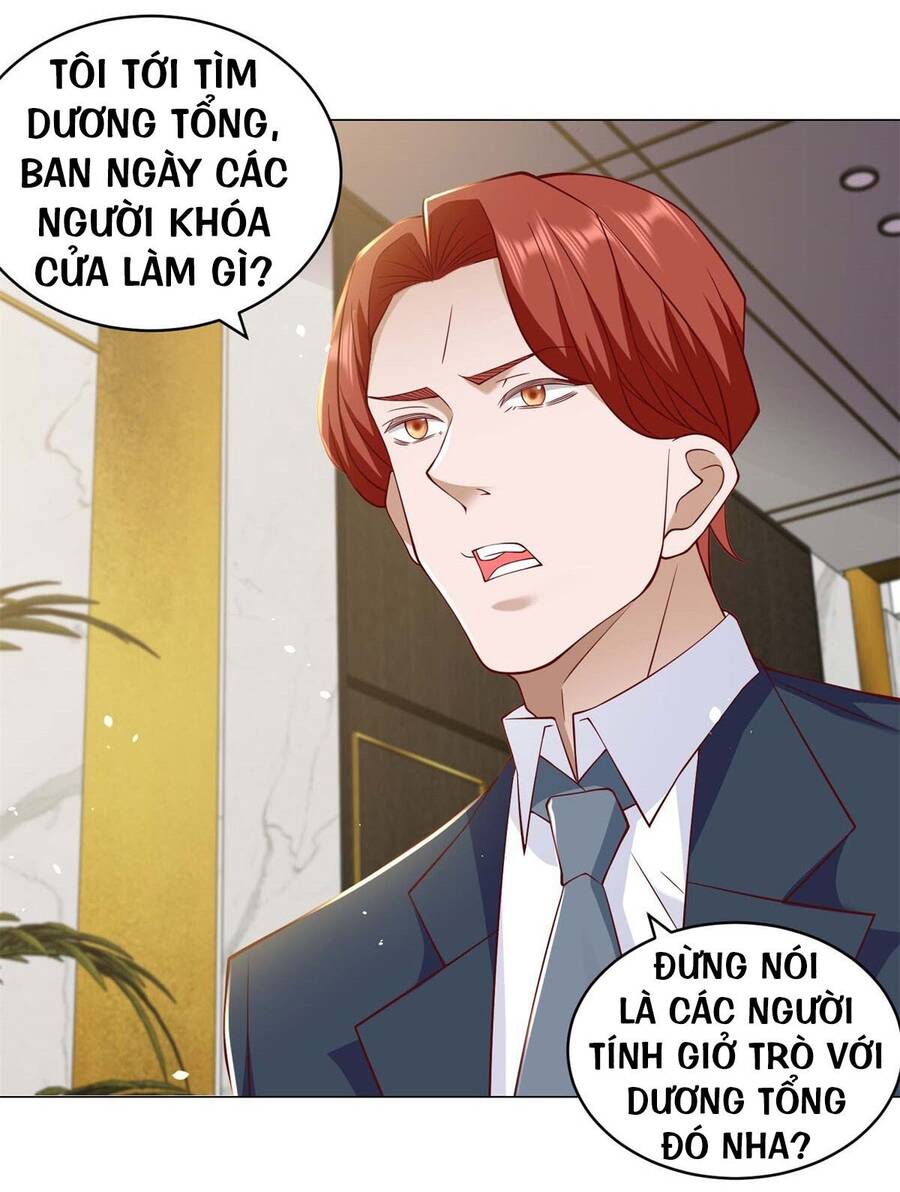 TÔI TỚI TÌM
DƯƠNG TỔNG,
BAN NGÀY CÁC
NGƯỜI KHÓA
CỬA LÀM GÌ?
ĐỪNG NÓI
LÀ CÁC NGƯỜI
TÍNH GIỞ TRÒ VỚI
DƯƠNG TỔNG
ĐÓ NHA?